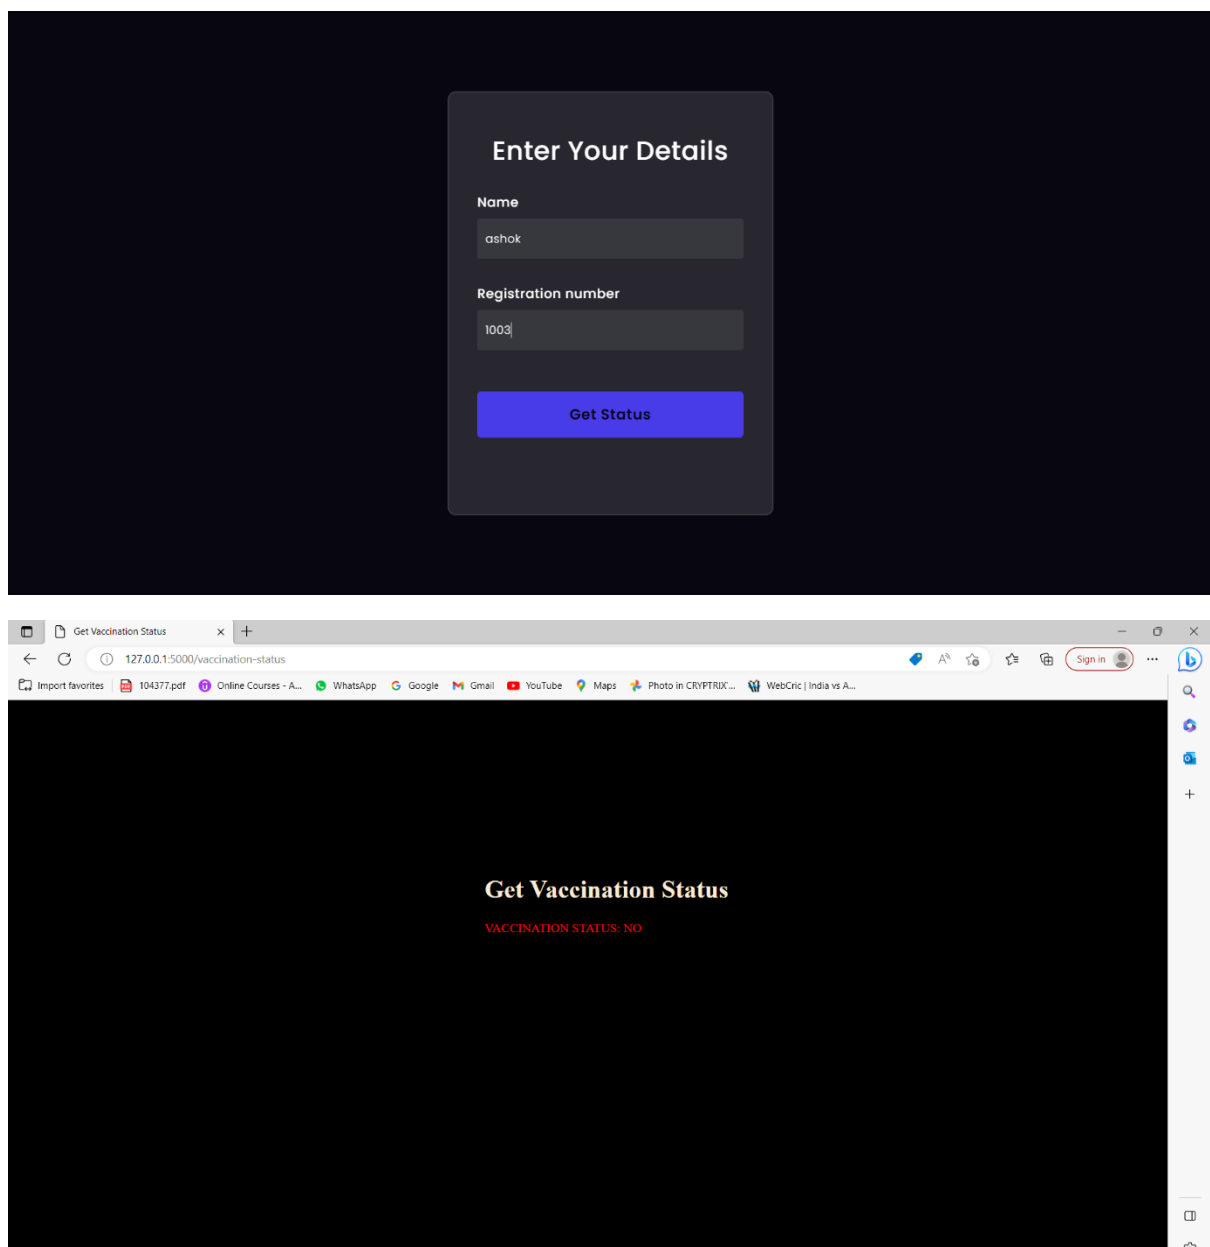 Enter Your Details
Name
ashok
Registration number
1003
Get Status
Get Vaccination Status
127.0.0.1:5000/vaccination-status
Sign in
Import favorites 104377.pdf Online Courses - A... WhatsApp Google Gmail YouTube Maps Photo in CRYPTRIX'... WebCric | India vs A...
Get Vaccination Status
VACCINATION STATUS: NO